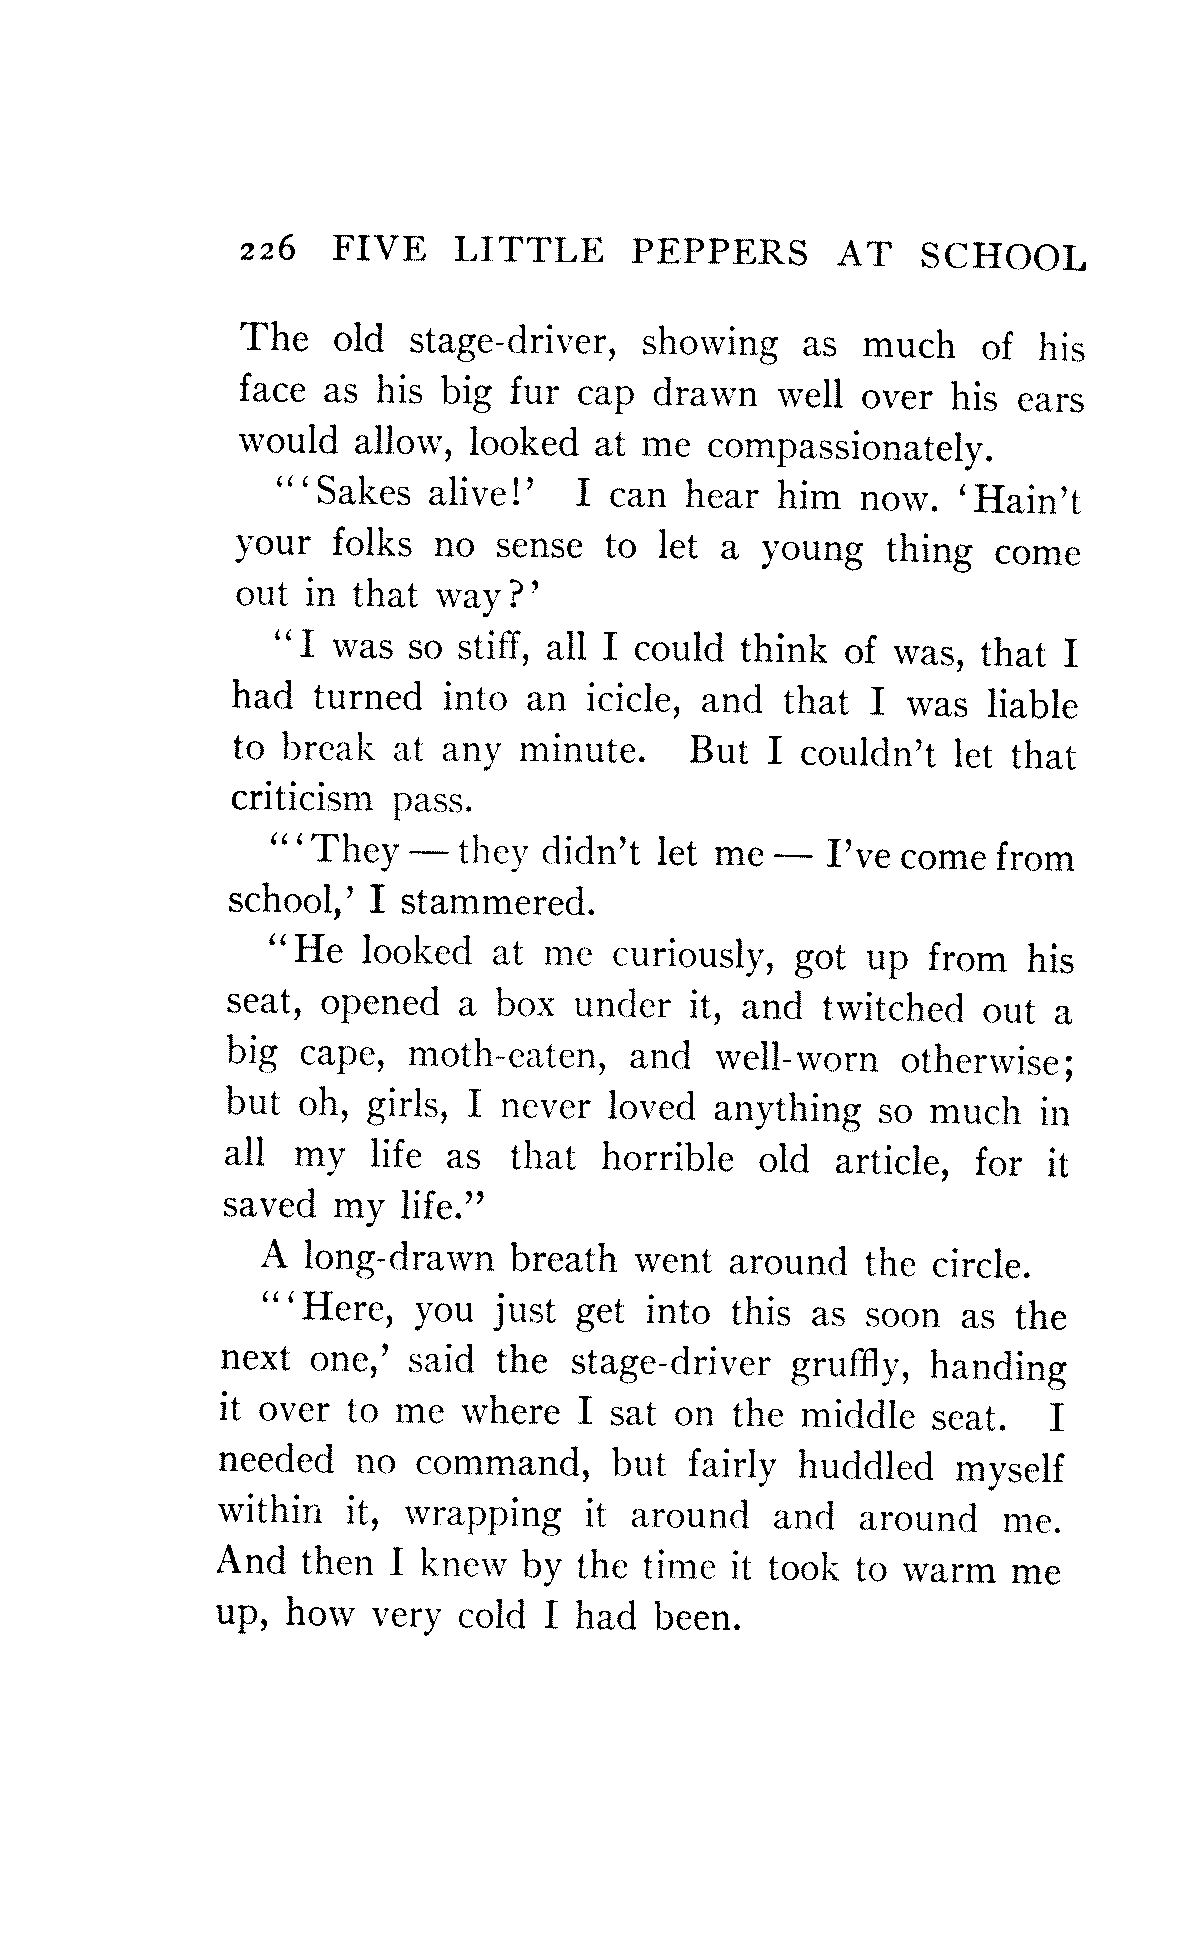 226 FIVE LITTLE PEPPERS AT SCHOOL
The old stage-driver, showing as much of his
face as his big fur cap drawn well over his ears
would allow, looked at me compassionately.
“‘Sakes alive!’ I can hear him now. ‘Hain’t
your folks no sense to let a young thing come
out in that way?’
“I was so stiff, all I could think of was, that I
had turned into an icicle, and that I was liable
to break at any minute. But I couldn’t let that
criticism pass.
“‘They — they didn’t let me — I’ve come from
school,’ I stammered.
“He looked at me curiously, got up from his
seat, opened a box under it, and twitched out a
big cape, moth-eaten, and well-worn otherwise;
but oh, girls, I never loved anything so much in
all my life as that horrible old article, for it
saved my life.”
A long-drawn breath went around the circle.
“‘Here, you just get into this as soon as the
next one,’ said the stage-driver gruffly, handing
it over to me where I sat on the middle seat. I
needed no command, but fairly huddled myself
within it, wrapping it around and around me.
And then I knew by the time it took to warm me
up, how very cold I had been.